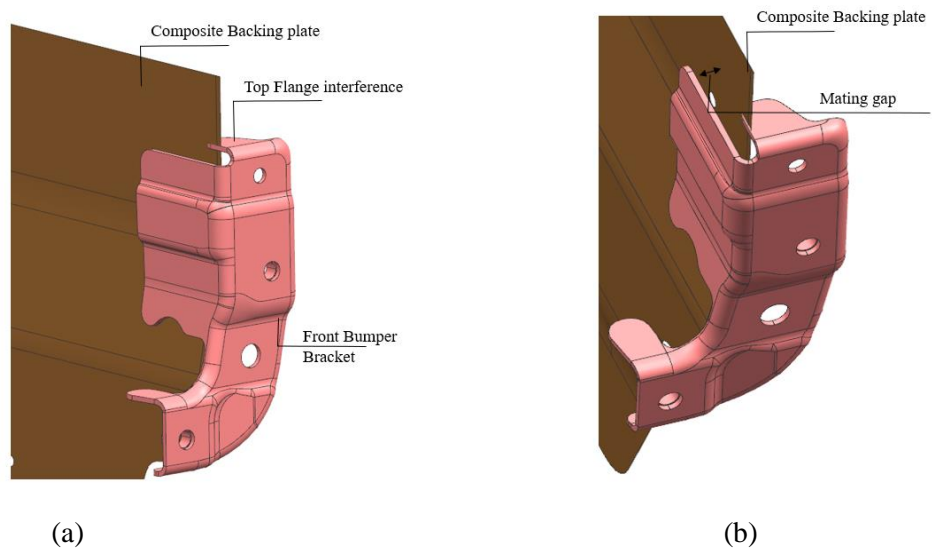 Composite Backing plate
Top Flange interference
Front Bumper
Bracket
(a)
Composite Backing plate
Mating gap
(b)